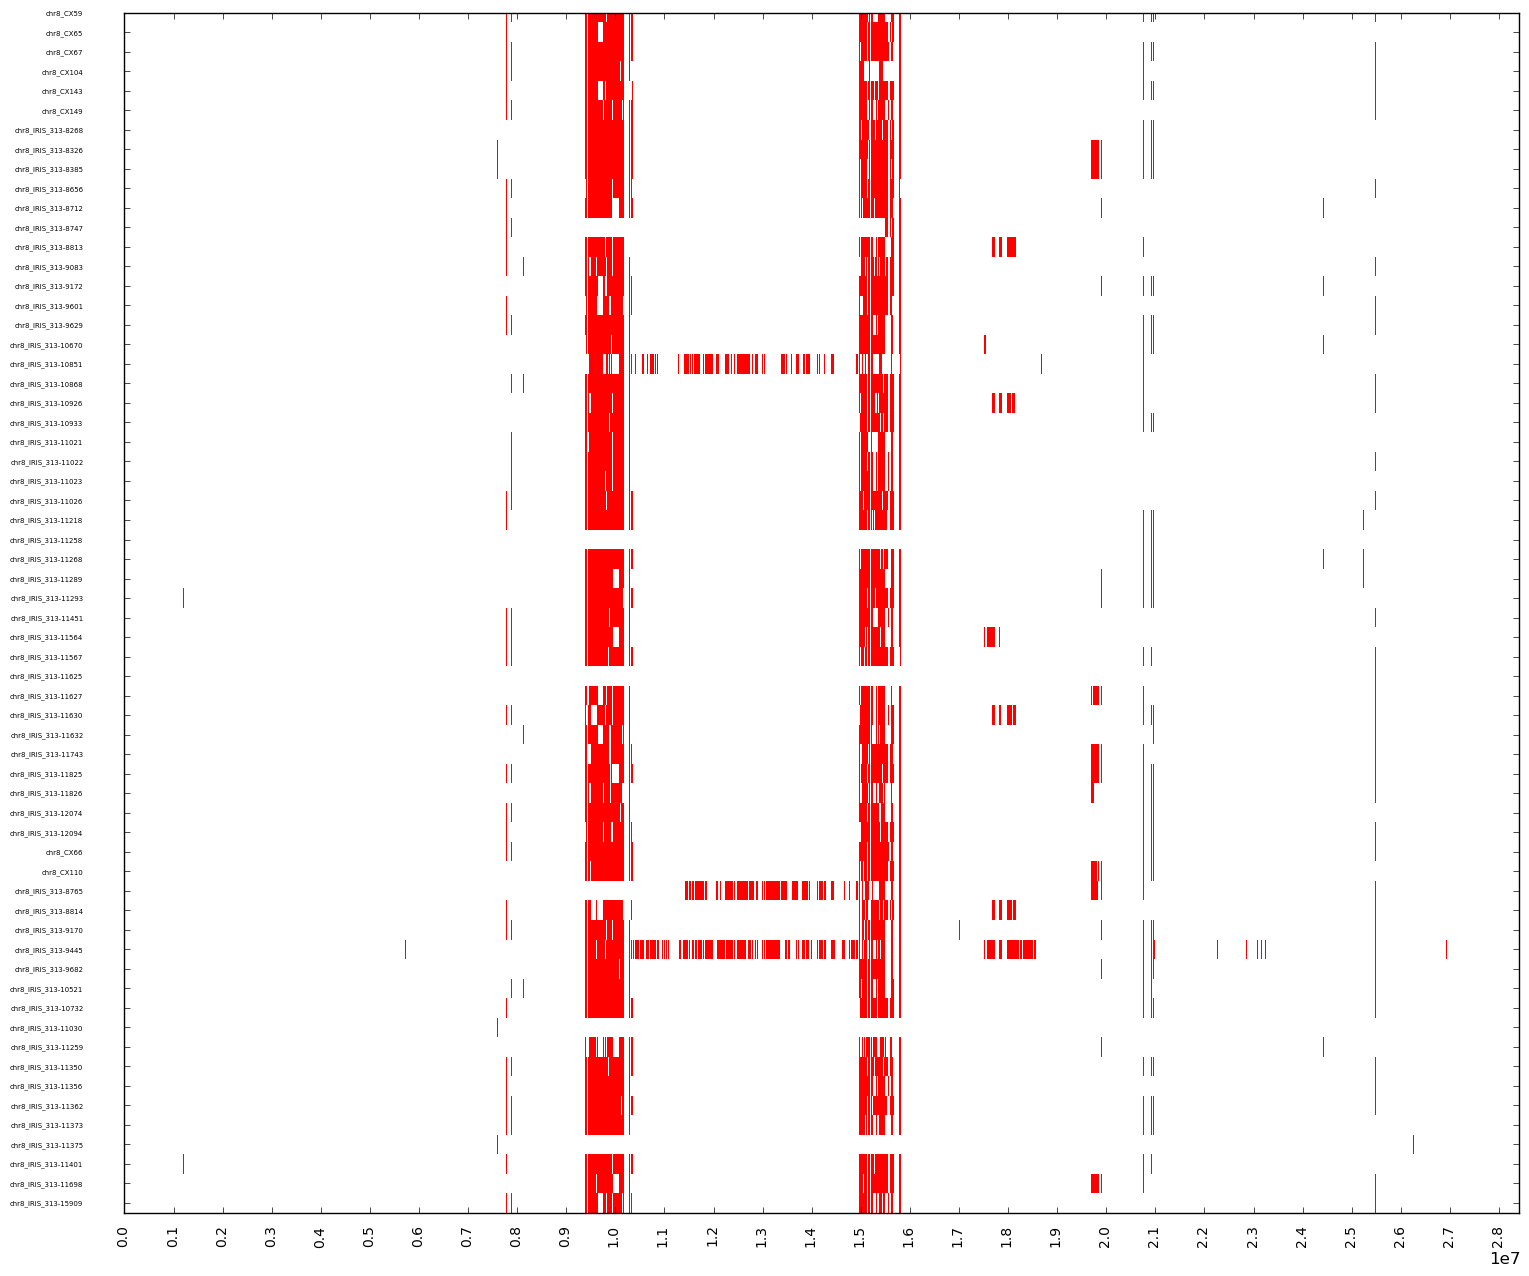 chr8_CX59
chr8_CX65
chr8_CX67
chr8_CX104
chr8_CX143
chr8_CX149
chr8_IRIS_313-8268
chr8_IRIS_313-8326
chr8_IRIS_313-8385
chr8_IRIS_313-8656
chr8_IRIS_313-8712
chr8_IRIS_313-8747
chr8_IRIS_313-8813
chr8_IRIS_313-9083
chr8_IRIS_313-9172
chr8_IRIS_313-9601
chr8_IRIS_313-9629
chr8_IRIS_313-10670
chr8_IRIS_313-10851
chr8_IRIS_313-10868
chr8_IRIS_313-10926
chr8_IRIS_313-10933
chr8_IRIS_313-11021
chr8_IRIS_313-11022
chr8_IRIS_313-11023
chr8_IRIS_313-11026
chr8_IRIS_313-11218
chr8_IRIS_313-11258
chr8_IRIS_313-11268
chr8_IRIS_313-11289
chr8_IRIS_313-11293
chr8_IRIS_313-11451
chr8_IRIS_313-11564
chr8_IRIS_313-11567
chr8_IRIS_313-11625
chr8_IRIS_313-11627
chr8_IRIS_313-11630
chr8_IRIS_313-11632
chr8_IRIS_313-11743
chr8_IRIS_313-11825
chr8_IRIS_313-11826
chr8_IRIS_313-12074
chr8_IRIS_313-12094
chr8_CX66
chr8_CX110
chr8_IRIS_313-8765
chr8_IRIS_313-8814
chr8_IRIS_313-9170
chr8_IRIS_313-9445
chr8_IRIS_313-9682
chr8_IRIS_313-10521
chr8_IRIS_313-10732
chr8_IRIS_313-11030
chr8_IRIS_313-11259
chr8_IRIS_313-11350
chr8_IRIS_313-11356
chr8_IRIS_313-11362
chr8_IRIS_313-11373
chr8_IRIS_313-11375
chr8_IRIS_313-11401
chr8_IRIS_313-11698
chr8_IRIS_313-15909
0.0 0.1 0.2 0.3 0.4 0.5 0.6 0.7 0.8 0.9 1.0 1.1 1.2 1.3 1.4 1.5 1.6 1.7 1.8 1.9 2.0 2.1 2.2 2.3 2.4 2.5 2.6 2.7 2.8
1e7